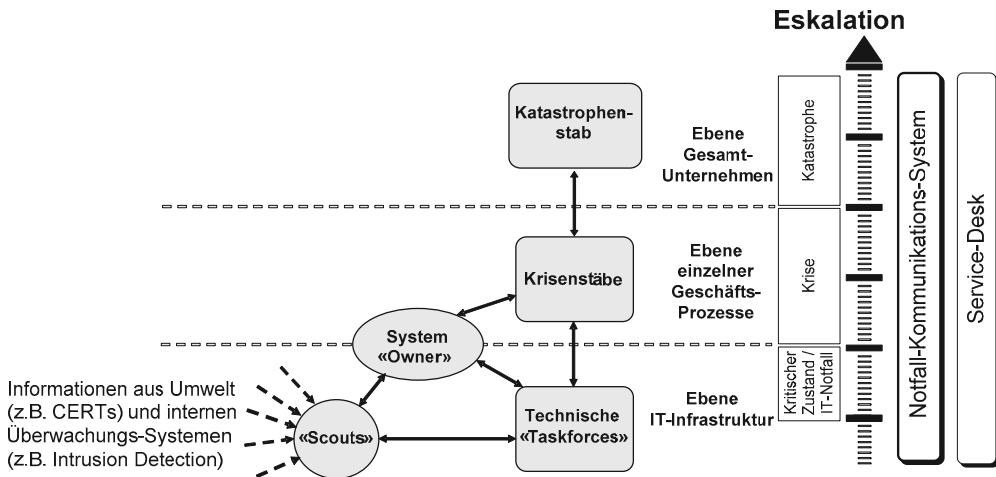 Eskalation
Katastrophen-
stab
Ebene
Gesamt-
Unternehmen
Katastrophe
Krisenstäbe
Ebene
einzelner
Geschäfts-
Prozesse
Krise
System
«Owner»
Informationen aus Umwelt
(z.B. CERTs) und internen
Überwachungs-Systemen
(z.B. Intrusion Detection)
«Scouts»
Technische
«Taskforces»
Ebene
IT-Infrastruktur
Kritischer
Zustand /
IT-Notfall
Notfall-Kommunikations-System
Service-Desk